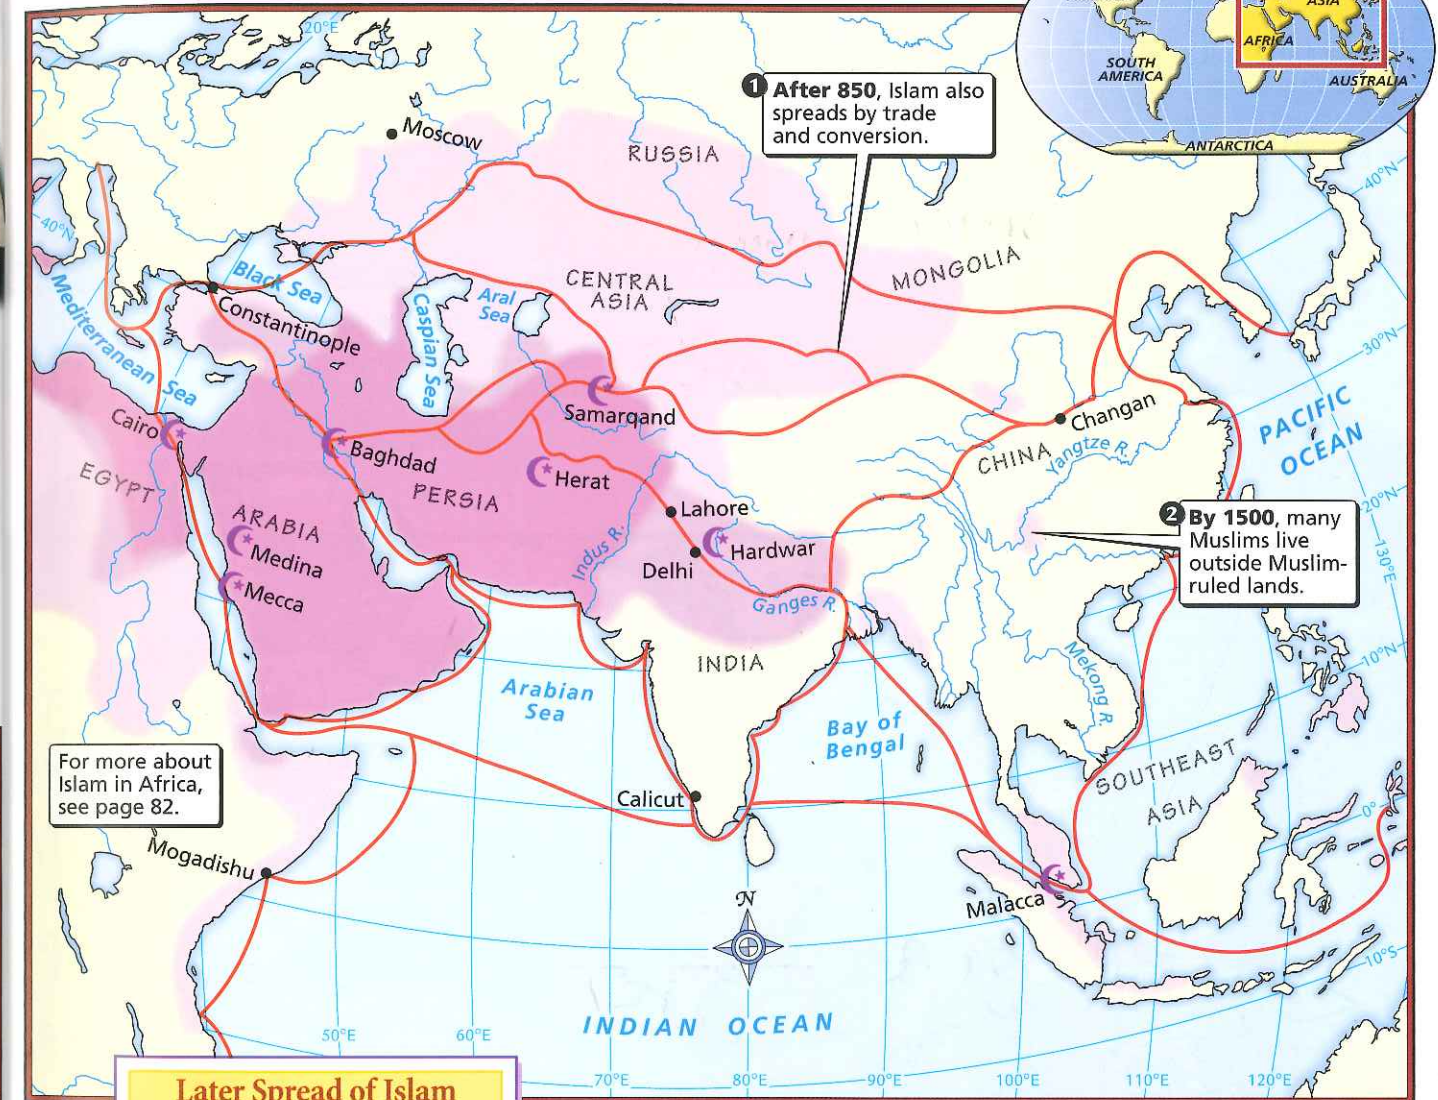 ASIA
AFRICA
SOUTH
AMERICA
AUSTRALIA
ANTARCTICA
20°E
1 After 850, Islam also
spreads by trade
and conversion.
Moscow
RUSSIA
40°N
40°N
MONGOLIA
CENTRAL
ASIA
Black Sea
Aral
Sea
Caspian Sea
Constantinople
Mediterranean Sea
30°N
Samarqand
Changan
PACIFIC
OCEAN
Cairo
Baghdad
CHINA
Yangtze R.
Herat
EGYPT
PERSIA
20°N
ARABIA
Lahore
2 By 1500, many
Muslims live
outside Muslim-
ruled lands.
130°E
Medina
Indus R.
Hardwar
Delhi
Mecca
Ganges R.
INDIA
10°N
Mekong R.
Arabian
Sea
Bay of
Bengal
SOUTHEAST
ASIA
For more about
Islam in Africa,
see page 82.
Calicut
0°
Mogadishu
Malacca
N
10°S
INDIAN OCEAN
50°E
60°E
70°E
80°E
90°E
100°E
110°E
120°E
Later Spread of Islam